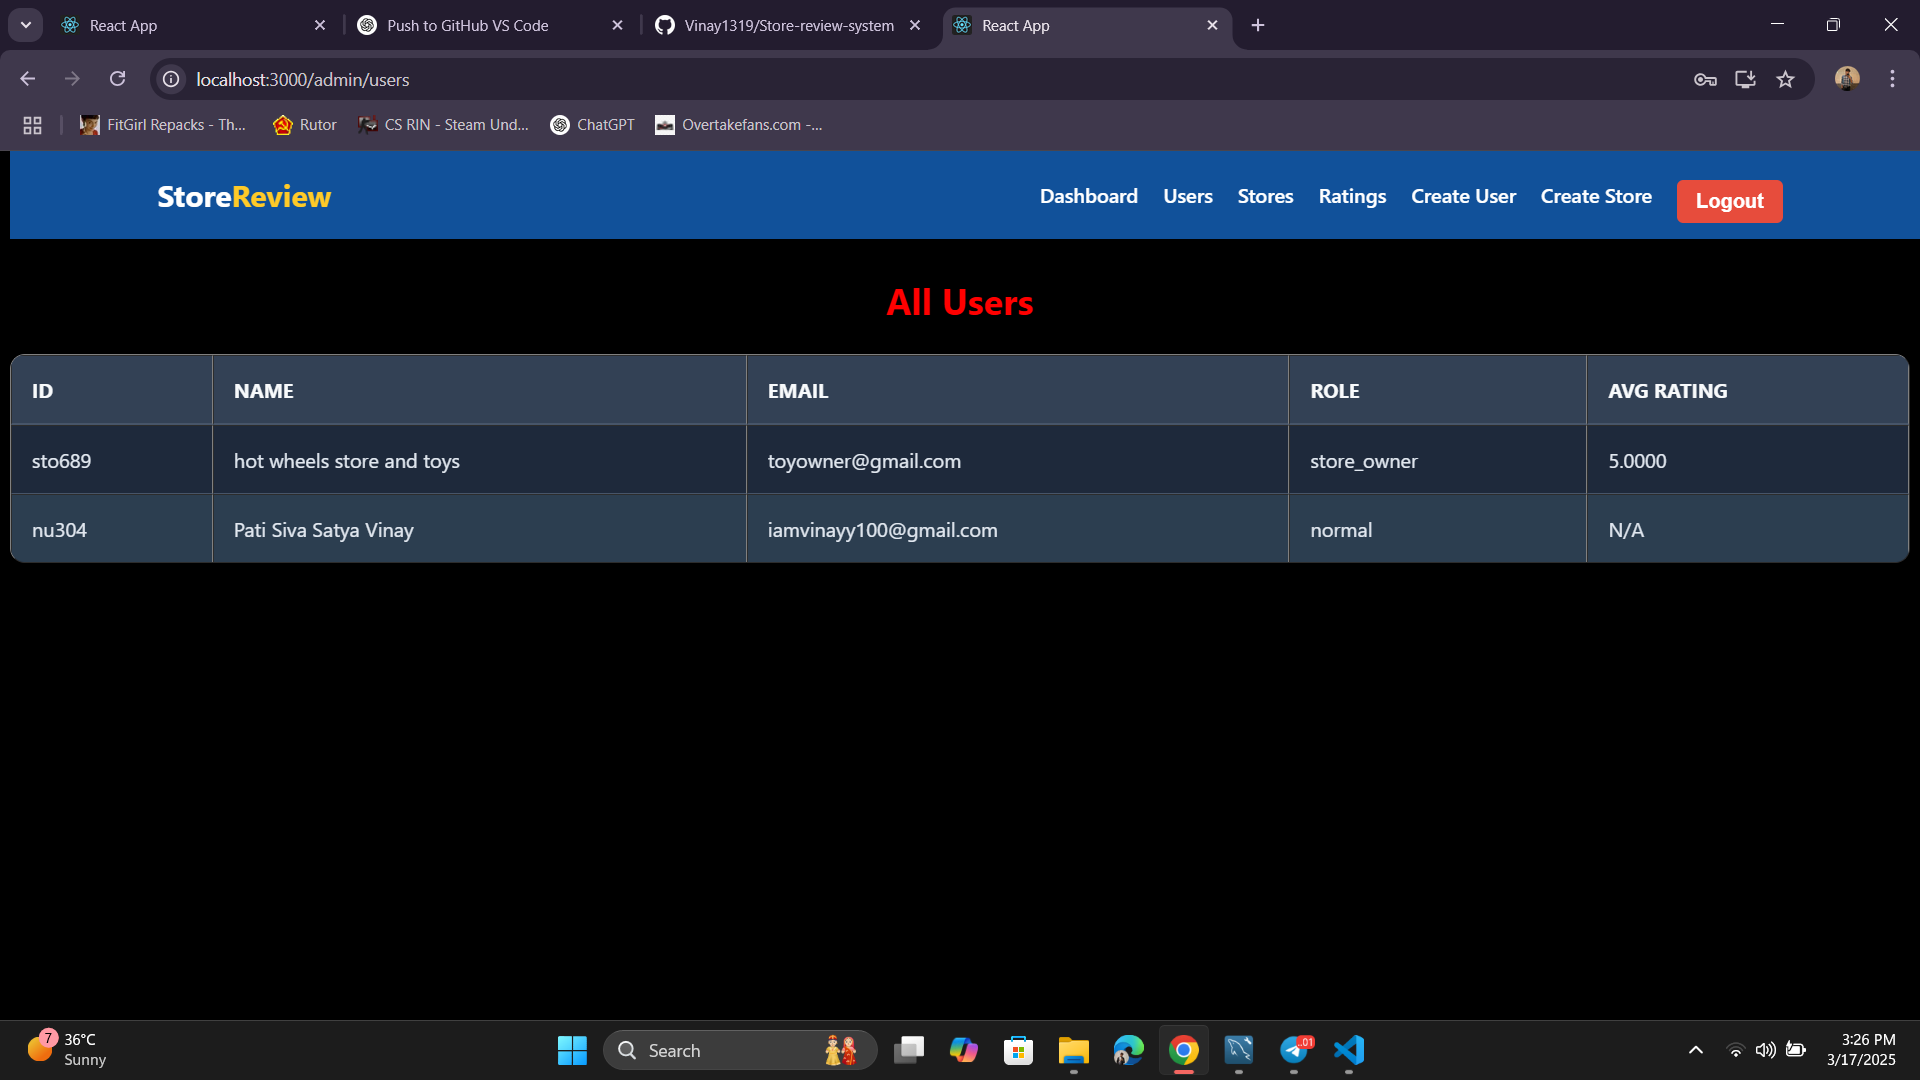 React App
Push to GitHub VS Code
Vinay1319/Store-review-system
React App
localhost:3000/admin/users
FitGirl Repacks - Th...
Rutor
CS RIN - Steam Und...
ChatGPT
Overtakefans.com -...
StoreReview
Dashboard
Users
Stores
Ratings
Create User
Create Store
Logout
All Users
ID NAME EMAIL ROLE AVG RATING
sto689 hot wheels store and toys toyowner@gmail.com store_owner 5.0000
nu304 Pati Siva Satya Vinay iamvinayy100@gmail.com normal N/A
7
36°C
Sunny
Search
..01
3:26 PM
3/17/2025